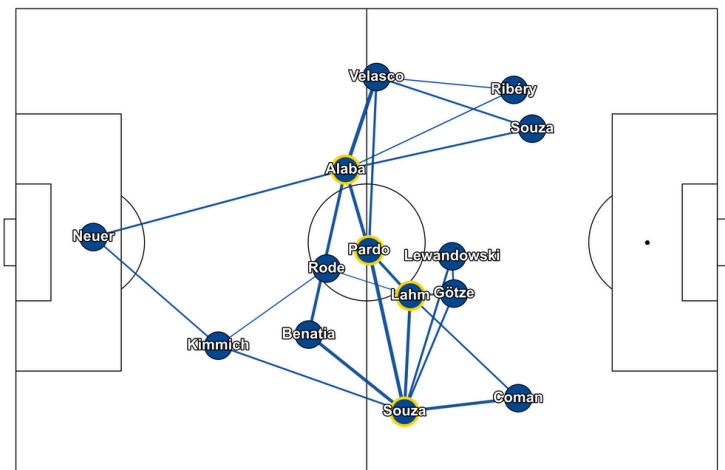 Velasco
Ribéry
Souza
Alaba
Neuer
Pardo
Lewandowski
Rode
Lahm
Götze
Benatia
Kimmich
Coman
Souza